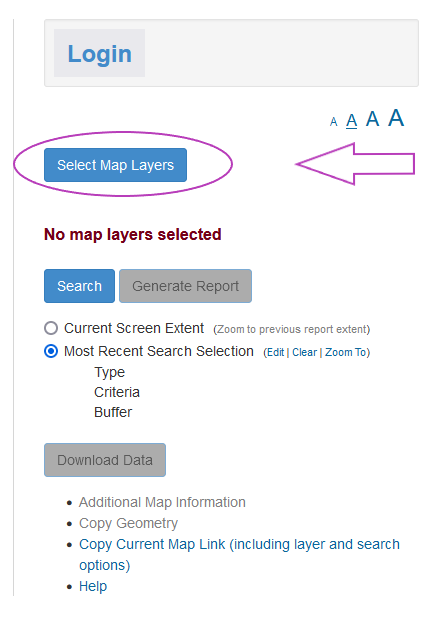 Login
A A A A
Select Map Layers
No map layers selected
Search Generate Report
Current Screen Extent (Zoom to previous report extent)
Most Recent Search Selection (Edit | Clear | Zoom To)
Type
Criteria
Buffer
Download Data
Additional Map Information
Copy Geometry
Copy Current Map Link (including layer and search
options)
Help